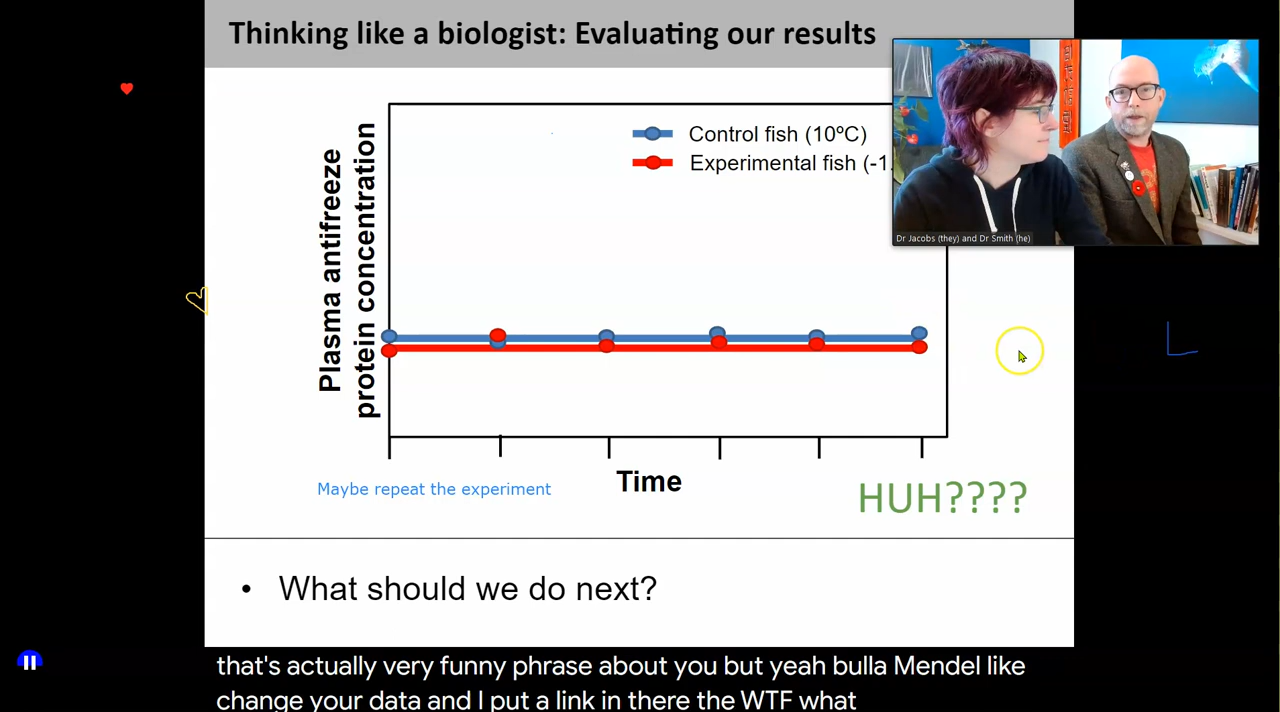 Thinking like a biologist: Evaluating our results
Control fish (10ºC)
Experimental fish (-1.
Dr Jacobs (they) and Dr Smith (he)
Plasma antifreeze
protein concentration
Time
Maybe repeat the experiment
HUH????
• What should we do next?
that's actually very funny phrase about you but yeah bulla Mendel like
change your data and I put a link in there the WTF what